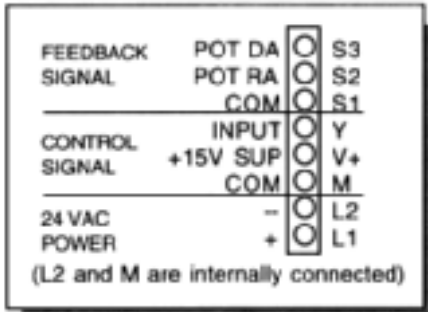 FEEDBACK SIGNAL
POT DA S3
POT RA S2
COM S1
CONTROL SIGNAL
INPUT Y
+15V SUP V+
COM M
24 VAC POWER
-- L2
+ L1
(L2 and M are internally connected)